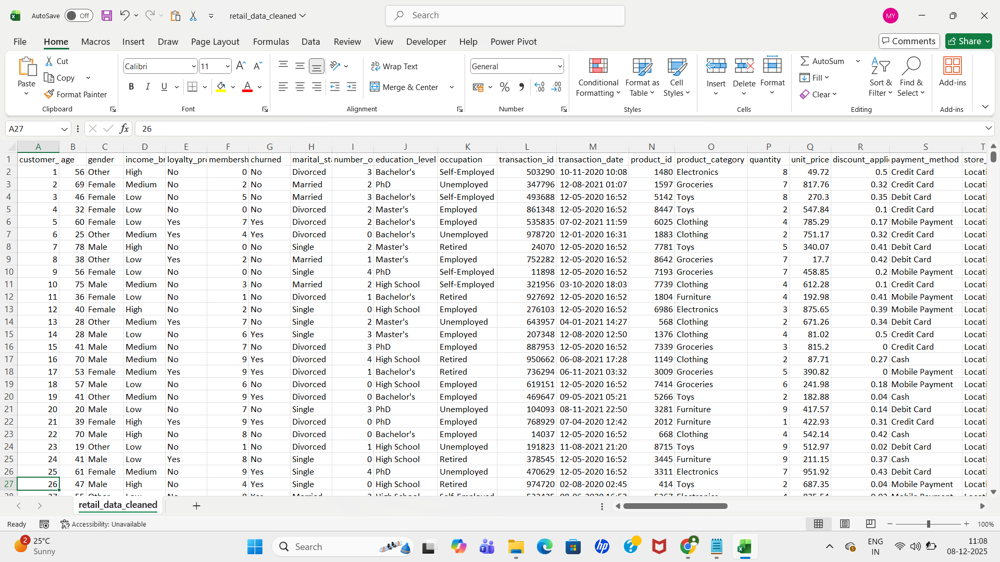 AutoSave Off retail_data_cleaned Search MY
File Home Macros Insert Draw Page Layout Formulas Data Review View Developer Help Power Pivot Comments Share
Paste Cut Copy Format Painter Clipboard
Calibri 11 B I U A Font
Wrap Text Merge & Center Alignment
General % Number
Conditional Formatting Format as Table Cell Styles Styles
Insert Delete Format Cells
AutoSum Fill Clear Sort & Filter Find & Select Editing
Add-ins Add-ins
A27 fx 26
A B C D E F G H I J K L M N O P Q R S T
1 customer_ age gender income_br loyalty_pro membersh churned marital_sta number_o education_level occupation transaction_id transaction_date product_id product_category quantity unit_price discount_appli payment_method store_
2 1 56 Other High No 0 No Divorced 3 Bachelor's Self-Employed 503290 10-11-2020 10:08 1480 Electronics 8 49.72 0.5 Credit Card Locati
3 2 69 Female Medium No 2 No Married 2 PhD Unemployed 347796 12-08-2021 01:07 1597 Groceries 7 817.76 0.32 Credit Card Locati
4 3 46 Female Low No 5 No Married 3 Bachelor's Self-Employed 493688 12-05-2020 16:52 5142 Toys 8 270.3 0.35 Debit Card Locati
5 4 32 Female Low No 0 No Divorced 2 Master's Employed 861348 12-05-2020 16:52 8447 Toys 2 547.84 0.1 Credit Card Locati
6 5 60 Female Low Yes 7 Yes Divorced 2 Bachelor's Employed 535835 07-02-2021 11:59 6025 Clothing 4 785.29 0.17 Mobile Payment Locati
7 6 25 Other Medium Yes 4 Yes Divorced 0 Bachelor's Unemployed 978720 12-01-2020 16:31 1883 Clothing 2 751.17 0.32 Credit Card Locati
8 7 78 Male High No 0 No Single 2 Master's Retired 24070 12-05-2020 16:52 7781 Toys 5 340.07 0.41 Debit Card Locati
9 8 38 Other Low Yes 2 No Married 1 Master's Employed 752282 12-05-2020 16:52 8642 Groceries 7 17.7 0.42 Debit Card Locati
10 9 56 Female Low No 0 No Single 4 PhD Self-Employed 11898 12-05-2020 16:52 7193 Groceries 7 458.85 0.2 Mobile Payment Locati
11 10 75 Male Medium No 3 No Married 2 High School Self-Employed 321956 03-10-2020 18:03 7739 Clothing 4 612.28 0.1 Credit Card Locati
12 11 36 Female Low No 1 No Divorced 1 Bachelor's Retired 927692 12-05-2020 16:52 1804 Furniture 4 192.98 0.41 Mobile Payment Locati
13 12 40 Female High No 2 No Single 0 High School Employed 276103 12-05-2020 16:52 6986 Electronics 3 875.65 0.39 Mobile Payment Locati
14 13 28 Other Medium Yes 7 No Single 2 Master's Unemployed 643957 04-01-2021 14:27 568 Clothing 2 671.26 0.34 Debit Card Locati
15 14 28 Male Low No 6 Yes Single 3 Master's Employed 207348 12-08-2020 12:50 1376 Clothing 4 81.02 0.5 Credit Card Locati
16 15 41 Male Medium No 7 No Divorced 3 PhD Employed 887953 12-05-2020 16:52 7339 Groceries 3 815.2 0 Credit Card Locati
17 16 70 Male Medium No 9 Yes Divorced 4 High School Retired 950662 06-08-2021 17:28 1149 Clothing 2 87.71 0.27 Cash Locati
18 17 53 Female Medium Yes 9 Yes Divorced 1 Bachelor's Retired 736294 06-11-2021 03:32 3009 Groceries 5 390.82 0 Mobile Payment Locati
19 18 57 Male Low No 6 No Divorced 0 High School Employed 619151 12-05-2020 16:52 7414 Groceries 6 241.98 0.18 Mobile Payment Locati
20 19 41 Other Medium No 9 Yes Divorced 0 Bachelor's Employed 469647 09-05-2021 05:21 5266 Toys 2 182.88 0.04 Cash Locati
21 20 20 Male Low No 7 No Single 3 PhD Unemployed 104093 08-11-2021 22:50 3281 Furniture 9 417.57 0.14 Debit Card Locati
22 21 39 Female High Yes 9 Yes Divorced 0 PhD Employed 768929 07-04-2020 12:42 2012 Furniture 1 422.93 0.31 Credit Card Locati
23 22 70 Male High No 8 No Divorced 0 Bachelor's Employed 14037 12-05-2020 16:52 668 Clothing 4 542.14 0.42 Cash Locati
24 23 19 Other Low No 1 No Divorced 1 High School Unemployed 191823 11-08-2021 21:20 8715 Toys 9 512.97 0.02 Debit Card Locati
25 24 41 Male Low Yes 8 No Single 0 High School Retired 378545 12-05-2020 16:52 3445 Furniture 9 211.15 0.37 Cash Locati
26 25 61 Female Medium No 9 Yes Single 4 PhD Unemployed 470629 12-05-2020 16:52 3311 Electronics 7 951.92 0.43 Debit Card Locati
27 26 47 Male High No 4 Yes Single 0 High School Retired 974720 02-08-2020 02:45 414 Toys 2 687.35 0.04 Mobile Payment Locati
retail_data_cleaned
Ready Accessibility: Unavailable 100%
2 25°C Sunny Search ENG IN 11:08 08-12-2025